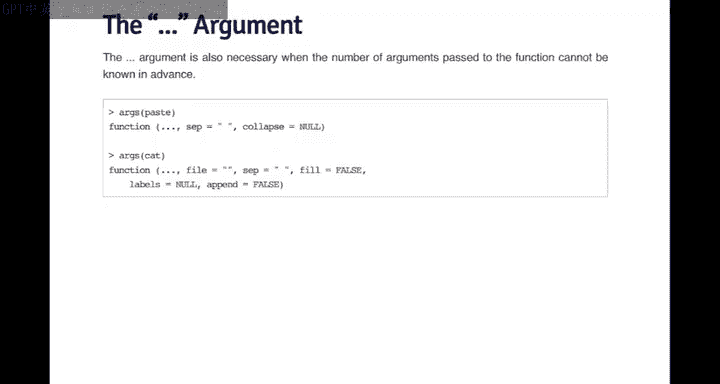 The “...” Argument
The ... argument is also necessary when the number of arguments passed to the function cannot be
known in advance.
> args(paste)
function (..., sep = " ", collapse = NULL)
> args(cat)
function (..., file = "", sep = " ", fill = FALSE,
labels = NULL, append = FALSE)